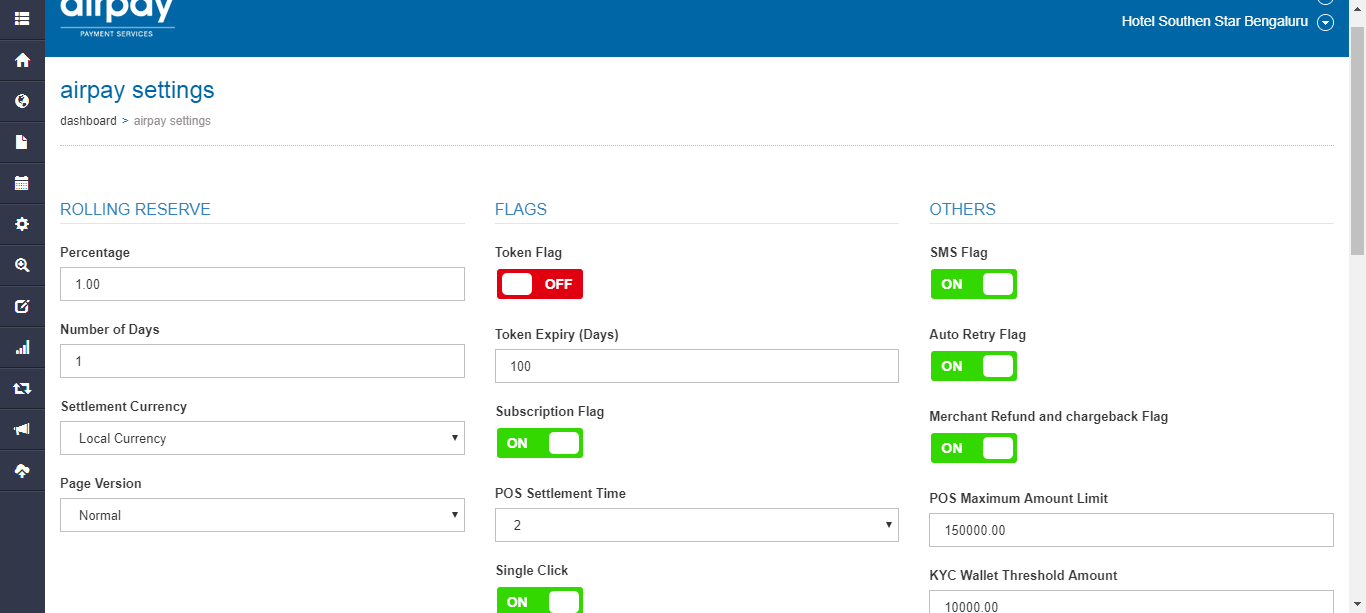 airpay
PAYMENT SERVICES
Hotel Southen Star Bengaluru
airpay settings
dashboard > airpay settings
ROLLING RESERVE
Percentage
1.00
Number of Days
1
Settlement Currency
Local Currency
Page Version
Normal
FLAGS
Token Flag
OFF
Token Expiry (Days)
100
Subscription Flag
ON
POS Settlement Time
2
Single Click
ON
OTHERS
SMS Flag
ON
Auto Retry Flag
ON
Merchant Refund and chargeback Flag
ON
POS Maximum Amount Limit
150000.00
KYC Wallet Threshold Amount
10000.00